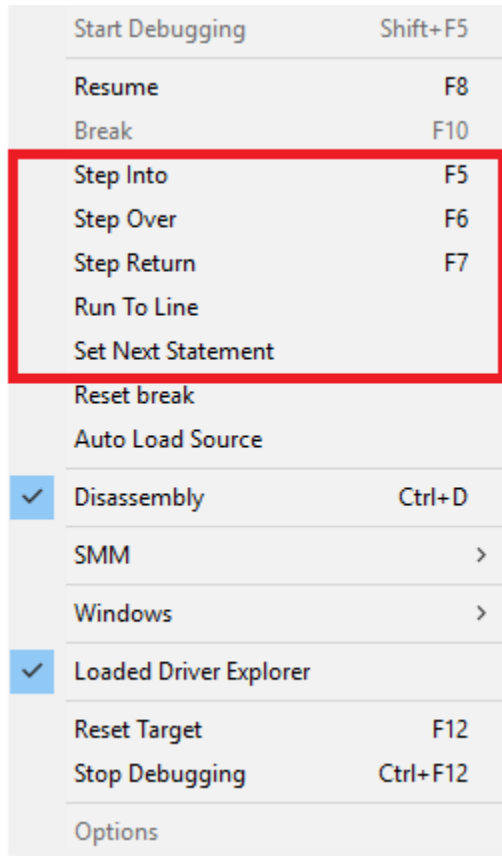 Start Debugging Shift+F5
Resume F8
Break F10
Step Into F5
Step Over F6
Step Return F7
Run To Line
Set Next Statement
Reset break
Auto Load Source
Disassembly Ctrl+D
SMM
Windows
Loaded Driver Explorer
Reset Target F12
Stop Debugging Ctrl+F12
Options